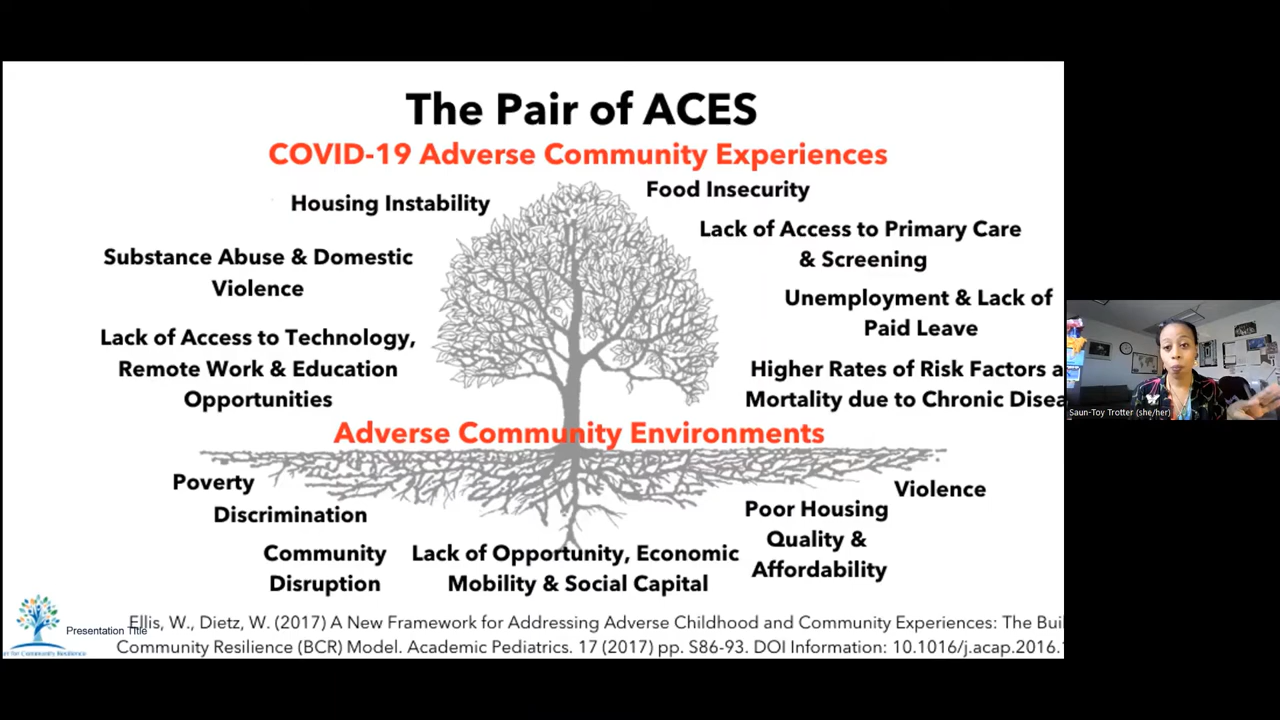 The Pair of ACES
COVID-19 Adverse Community Experiences
Housing Instability
Food Insecurity
Substance Abuse & Domestic
Violence
Lack of Access to Primary Care
& Screening
Lack of Access to Technology,
Remote Work & Education
Opportunities
Unemployment & Lack of
Paid Leave
Higher Rates of Risk Factors a
Mortality due to Chronic Disea
Adverse Community Environments
Poverty
Discrimination
Community
Disruption
Lack of Opportunity, Economic
Mobility & Social Capital
Poor Housing
Quality &
Affordability
Violence
Ellis, W., Dietz, W. (2017) A New Framework for Addressing Adverse Childhood and Community Experiences: The Buil
Community Resilience (BCR) Model. Academic Pediatrics. 17 (2017) pp. S86-93. DOI Information: 10.1016/j.acap.2016.
Presentation Title
for Community Resilience
Saun-Toy Trotter (she/her)